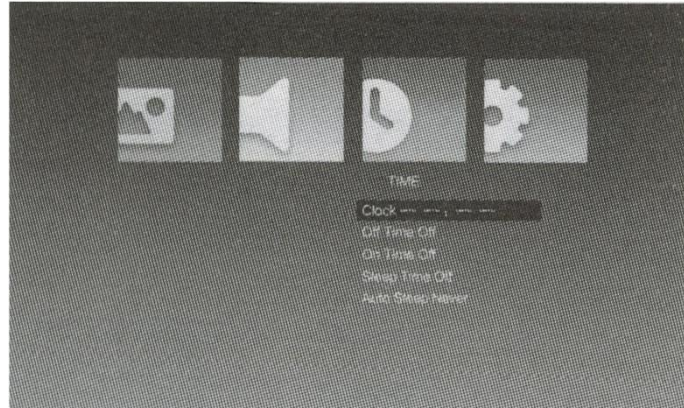 TIME
Clock -- -- : -- --
Off Time Off
On Time Off
Sleep Time Off
Auto Sleep Never